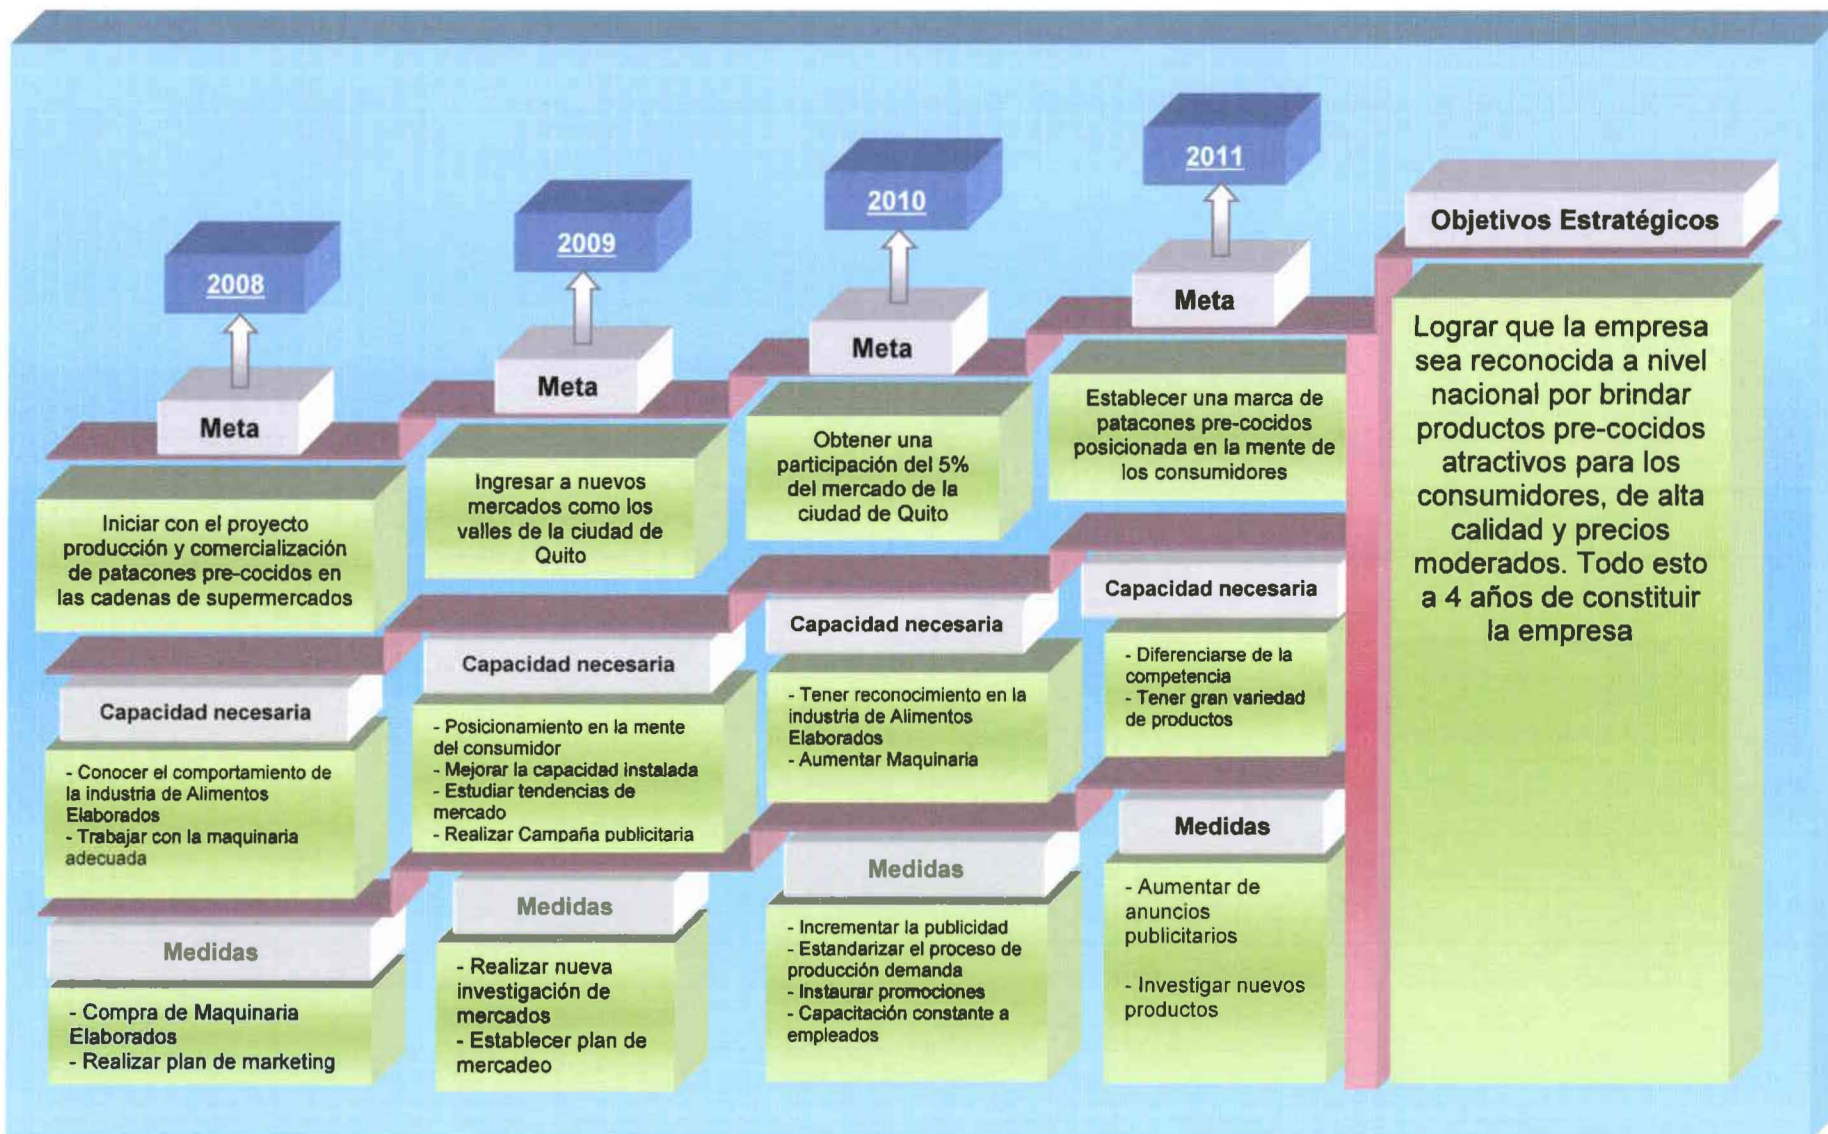 2008
Meta
Iniciar con el proyecto
producción y comercialización
de patacones pre-cocidos en
las cadenas de supermercados
Capacidad necesaria
- Conocer el comportamiento de
la industria de Alimentos
Elaborados
- Trabajar con la maquinaria
adecuada
Medidas
- Compra de Maquinaria
Elaborados
- Realizar plan de marketing
2009
Meta
Ingresar a nuevos
mercados como los
valles de la ciudad de
Quito
Capacidad necesaria
- Posicionamiento en la mente
del consumidor
- Mejorar la capacidad instalada
- Estudiar tendencias de
mercado
- Realizar Campaña publicitaria
Medidas
- Realizar nueva
investigación de
mercados
- Establecer plan de
mercadeo
2010
Meta
Obtener una
participación del 5%
del mercado de la
ciudad de Quito
Capacidad necesaria
- Tener reconocimiento en la
industria de Alimentos
Elaborados
- Aumentar Maquinaria
Medidas
- Incrementar la publicidad
- Estandarizar el proceso de
producción demanda
- Instaurar promociones
- Capacitación constante a
empleados
2011
Meta
Establecer una marca de
patacones pre-cocidos
posicionada en la mente de
los consumidores
Capacidad necesaria
- Diferenciarse de la
competencia
- Tener gran variedad
de productos
Medidas
- Aumentar de
anuncios
publicitarios
- Investigar nuevos
productos
Objetivos Estratégicos
Lograr que la empresa
sea reconocida a nivel
nacional por brindar
productos pre-cocidos
atractivos para los
consumidores, de alta
calidad y precios
moderados. Todo esto
a 4 años de constituir
la empresa